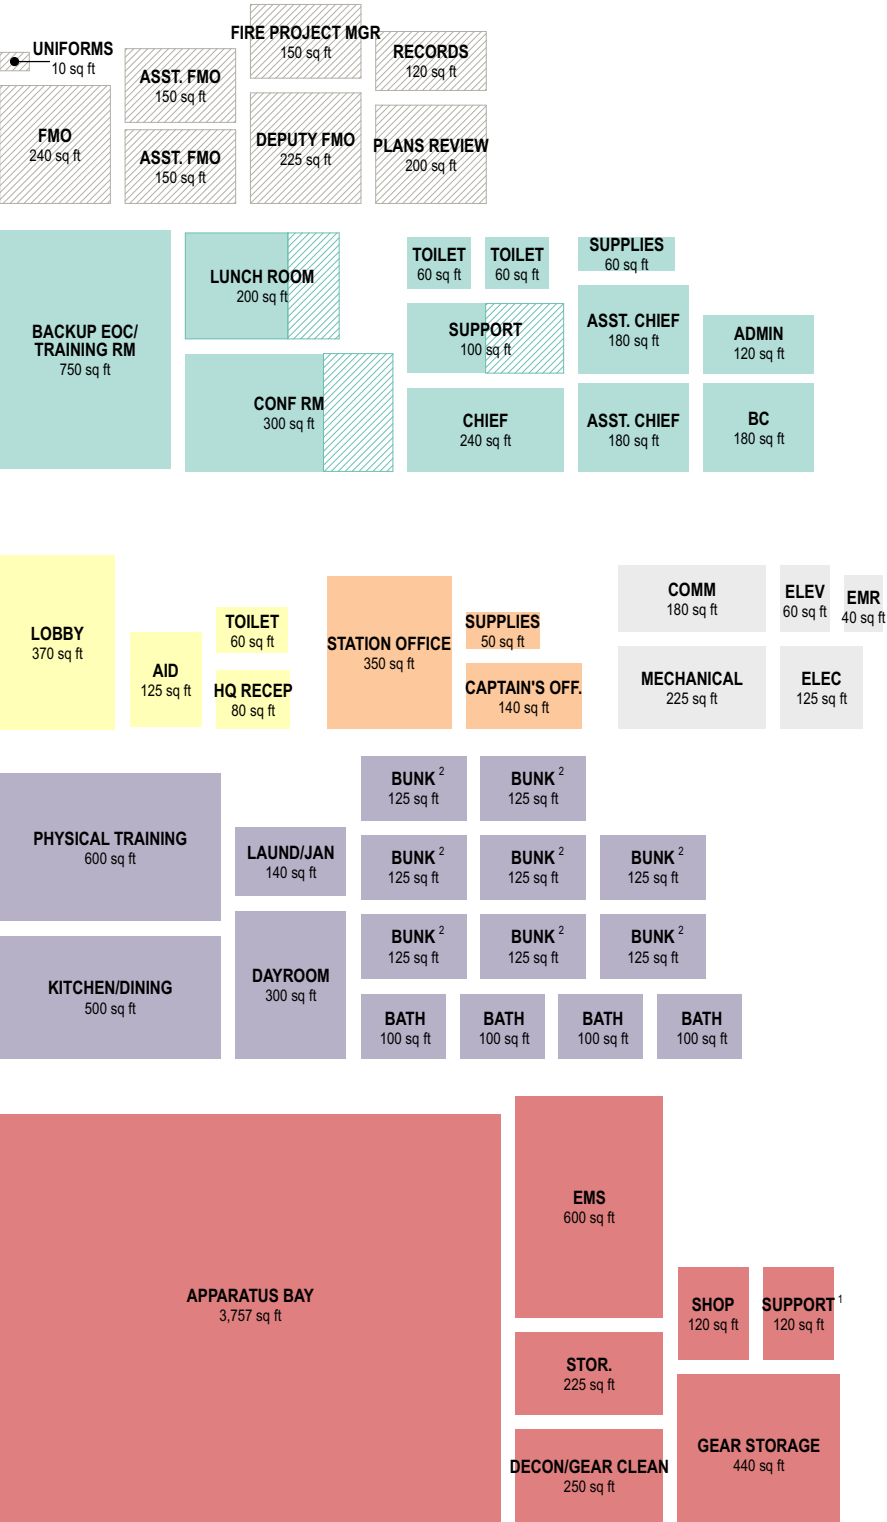 UNIFORMS
10 sq ft
FMO
240 sq ft
ASST. FMO
150 sq ft
ASST. FMO
150 sq ft
FIRE PROJECT MGR
150 sq ft
DEPUTY FMO
225 sq ft
RECORDS
120 sq ft
PLANS REVIEW
200 sq ft
BACKUP EOC/
TRAINING RM
750 sq ft
LUNCH ROOM
200 sq ft
CONF RM
300 sq ft
TOILET
60 sq ft
TOILET
60 sq ft
SUPPORT
100 sq ft
CHIEF
240 sq ft
SUPPLIES
60 sq ft
ASST. CHIEF
180 sq ft
ASST. CHIEF
180 sq ft
ADMIN
120 sq ft
BC
180 sq ft
LOBBY
370 sq ft
AID
125 sq ft
TOILET
60 sq ft
HQ RECEP
80 sq ft
STATION OFFICE
350 sq ft
SUPPLIES
50 sq ft
CAPTAIN'S OFF.
140 sq ft
COMM
180 sq ft
ELEV
60 sq ft
EMR
40 sq ft
MECHANICAL
225 sq ft
ELEC
125 sq ft
PHYSICAL TRAINING
600 sq ft
KITCHEN/DINING
500 sq ft
LAUND/JAN
140 sq ft
DAYROOM
300 sq ft
BUNK 2
125 sq ft
BUNK 2
125 sq ft
BUNK 2
125 sq ft
BUNK 2
125 sq ft
BUNK 2
125 sq ft
BUNK 2
125 sq ft
BUNK 2
125 sq ft
BUNK 2
125 sq ft
BATH
100 sq ft
BATH
100 sq ft
BATH
100 sq ft
BATH
100 sq ft
APPARATUS BAY
3,757 sq ft
EMS
600 sq ft
STOR.
225 sq ft
DECON/GEAR CLEAN
250 sq ft
SHOP
120 sq ft
SUPPORT 1
120 sq ft
GEAR STORAGE
440 sq ft